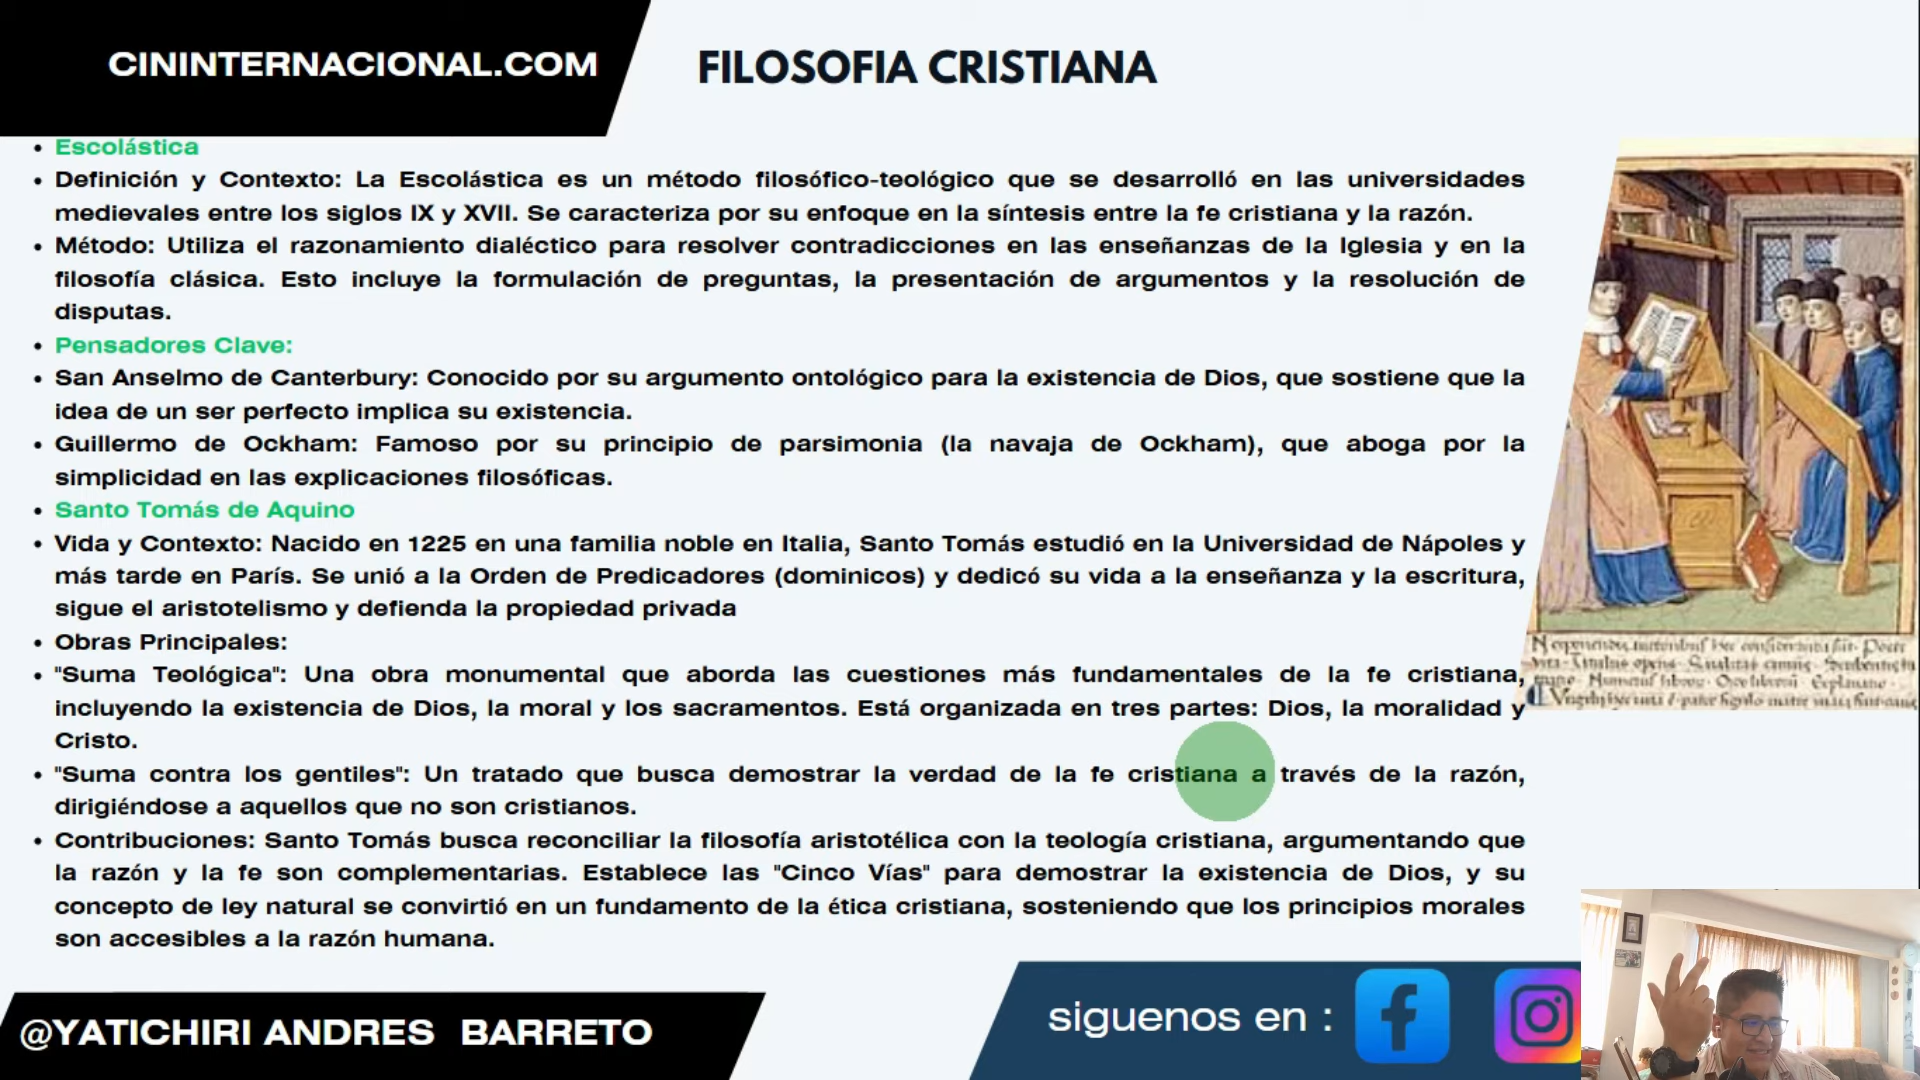 CININTERNACIONAL.COM
FILOSOFIA CRISTIANA
• Escolástica
• Definición y Contexto: La Escolástica es un método filosófico-teológico que se desarrolló en las universidades
medievales entre los siglos IX y XVII. Se caracteriza por su enfoque en la síntesis entre la fe cristiana y la razón.
• Método: Utiliza el razonamiento dialéctico para resolver contradicciones en las enseñanzas de la Iglesia y en la
filosofía clásica. Esto incluye la formulación de preguntas, la presentación de argumentos y la resolución de
disputas.
• Pensadores Clave:
• San Anselmo de Canterbury: Conocido por su argumento ontológico para la existencia de Dios, que sostiene que la
idea de un ser perfecto implica su existencia.
• Guillermo de Ockham: Famoso por su principio de parsimonia (la navaja de Ockham), que aboga por la
simplicidad en las explicaciones filosóficas.
• Santo Tomás de Aquino
• Vida y Contexto: Nacido en 1225 en una familia noble en Italia, Santo Tomás estudió en la Universidad de Nápoles y
más tarde en París. Se unió a la Orden de Predicadores (dominicos) y dedicó su vida a la enseñanza y la escritura,
sigue el aristotelismo y defienda la propiedad privada
• Obras Principales:
• "Suma Teológica": Una obra monumental que aborda las cuestiones más fundamentales de la fe cristiana,
incluyendo la existencia de Dios, la moral y los sacramentos. Está organizada en tres partes: Dios, la moralidad y
Cristo.
• "Suma contra los gentiles": Un tratado que busca demostrar la verdad de la fe cristiana a través de la razón,
dirigiéndose a aquellos que no son cristianos.
• Contribuciones: Santo Tomás busca reconciliar la filosofía aristotélica con la teología cristiana, argumentando que
la razón y la fe son complementarias. Establece las "Cinco Vías" para demostrar la existencia de Dios, y su
concepto de ley natural se convirtió en un fundamento de la ética cristiana, sosteniendo que los principios morales
son accesibles a la razón humana.
@YATICHIRI ANDRES BARRETO
siguenos en :